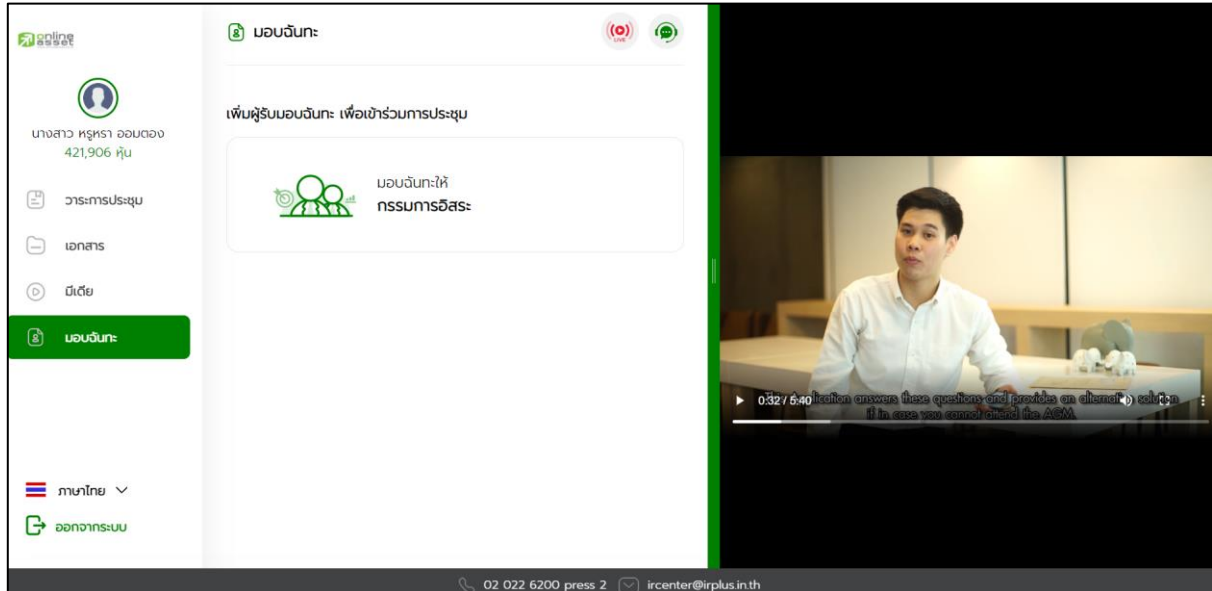 online
asset
นางสาว หรูหรา ออมตอง
421,906 หุ้น
วาระการประชุม
เอกสาร
มีเดีย
มอบฉันทะ
ภาษาไทย
ออกจากระบบ
มอบฉันทะ
LIVE
เพิ่มผู้รับมอบฉันทะ เพื่อเข้าร่วมการประชุม
มอบฉันทะให้
กรรมการอิสระ
0:32 / 5:40
answers these questions and provides an alternative solution
if in case you cannot attend the AGM.
02 022 6200 press 2
ircenter@irplus.in.th